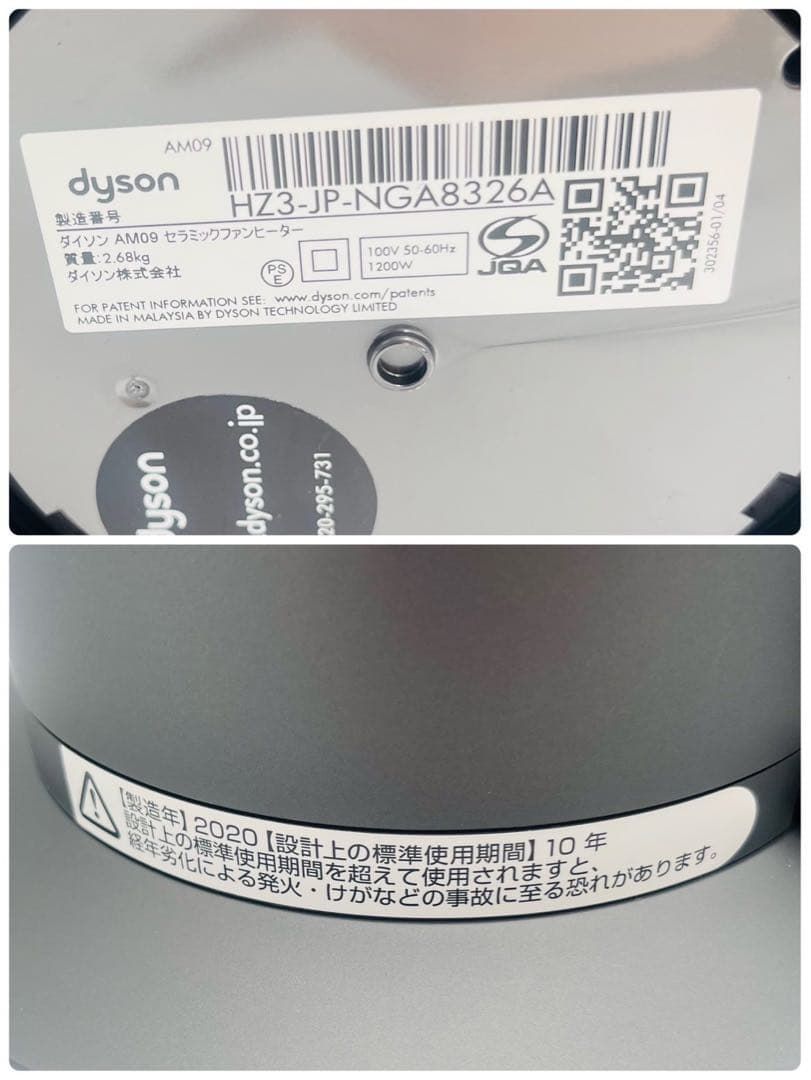 AM09
dyson
HZ3-JP-NGA8326A
製造番号
ダイソン AM09 セラミックファンヒーター
質量:2.68kg
ダイソン株式会社
PS
E
100V 50-60Hz
1200W
JQA
302356-01/04
FOR PATENT INFORMATION SEE: www.dyson.com/patents
MADE IN MALAYSIA BY DYSON TECHNOLOGY LIMITED
dyson
dyson.co.jp
20-295-731
【製造年】2020【設計上の標準使用期間】10年
設計上の標準使用期間を超えて使用されますと、
経年劣化による発火・けがなどの事故に至る恐れがあります。